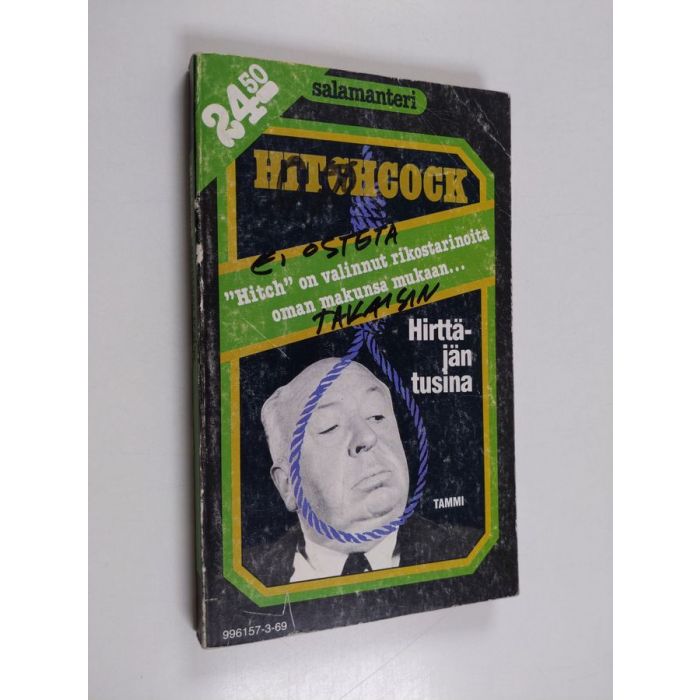 24.50
salamanteri
HITCHCOCK
EI OSTETA
"Hitch" on valinnut rikostarinoita
oman makunsa mukaan...
TAKAISIN
Hirttä-
jän
tusina
TAMMI
996157-3-69